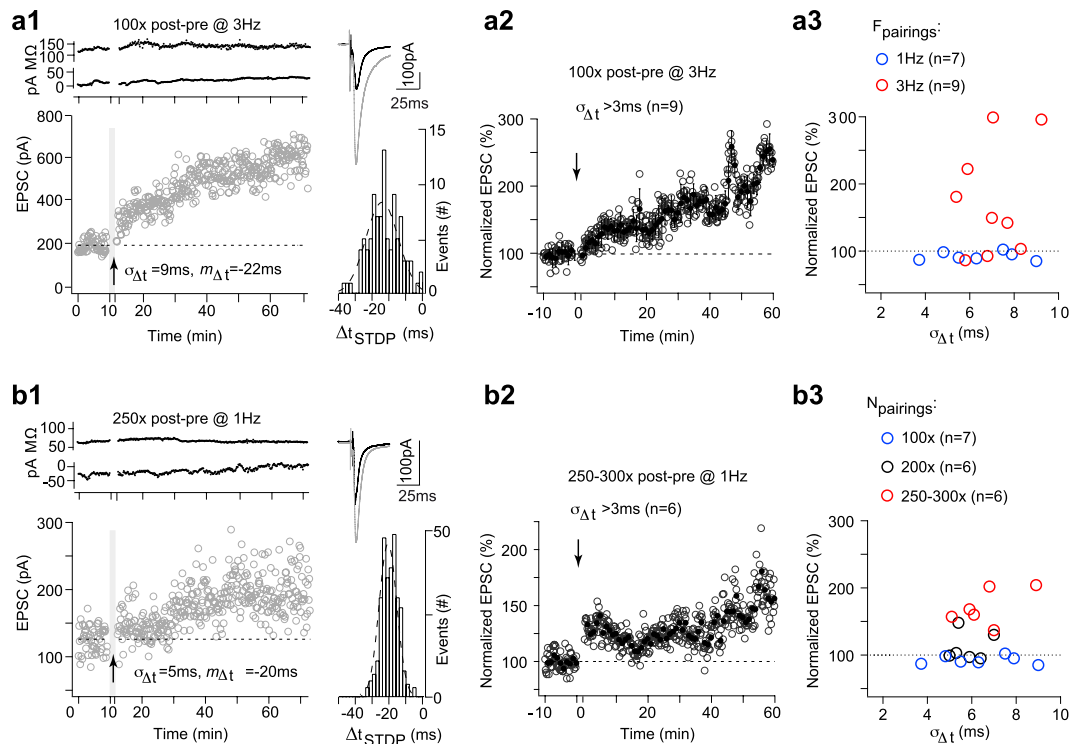 a1
100x post-pre @ 3Hz
pA MΩ
150
100
50
0
100pA
25ms
EPSC (pA)
800
600
400
200
0
σΔt =9ms, mΔt=-22ms
0 20 40 60
Time (min)
15
10
5
0
Events (#)
-40 -20 0
ΔtSTDP (ms)
a2
100x post-pre @ 3Hz
σΔt >3ms (n=9)
Normalized EPSC (%)
300
250
200
150
100
50
-10 0 20 40 60
Time (min)
a3
Fpairings:
1Hz (n=7)
3Hz (n=9)
Normalized EPSC (%)
300
200
100
0
2 4 6 8 10
σΔt (ms)
b1
250x post-pre @ 1Hz
pA MΩ
100
50
0
-50
100pA
25ms
EPSC (pA)
300
200
100
σΔt=5ms, mΔt =-20ms
0 20 40 60
Time (min)
50
0
Events (#)
-40 -20 0
ΔtSTDP (ms)
b2
250-300x post-pre @ 1Hz
σΔt >3ms (n=6)
Normalized EPSC (%)
250
200
150
100
50
-10 0 20 40 60
Time (min)
b3
Npairings:
100x (n=7)
200x (n=6)
250-300x (n=6)
Normalized EPSC (%)
300
200
100
0
2 4 6 8 10
σΔt (ms)